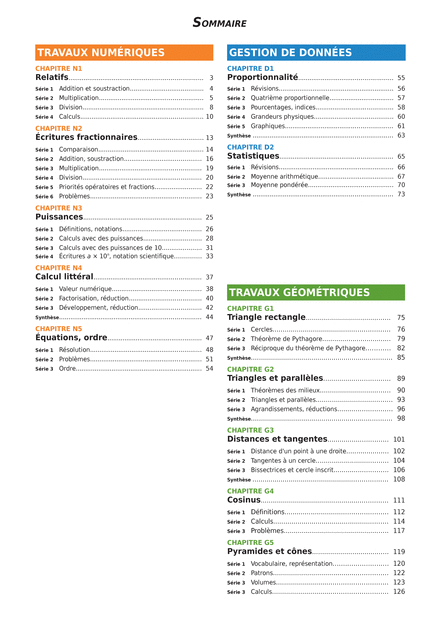 SOMMAIRE
TRAVAUX NUMÉRIQUES
CHAPITRE N1
Relatifs 3
Série 1 Addition et soustraction 4
Série 2 Multiplication 5
Série 3 Division 8
Série 4 Calculs 10
CHAPITRE N2
Écritures fractionnaires 13
Série 1 Comparaison 14
Série 2 Addition, soustraction 16
Série 3 Multiplication 19
Série 4 Division 20
Série 5 Priorités opératoires et fractions 22
Série 6 Problèmes 23
CHAPITRE N3
Puissances 25
Série 1 Définitions, notations 26
Série 2 Calculs avec des puissances 28
Série 3 Calculs avec des puissances de 10 31
Série 4 Écritures a × 10ⁿ, notation scientifique 33
CHAPITRE N4
Calcul littéral 37
Série 1 Valeur numérique 38
Série 2 Factorisation, réduction 40
Série 3 Développement, réduction 42
Synthèse 44
CHAPITRE N5
Équations, ordre 47
Série 1 Résolution 48
Série 2 Problèmes 51
Série 3 Ordre 54
GESTION DE DONNÉES
CHAPITRE D1
Proportionnalité 55
Série 1 Révisions 56
Série 2 Quatrième proportionnelle 57
Série 3 Pourcentages, indices 58
Série 4 Grandeurs physiques 60
Série 5 Graphiques 61
Synthèse 63
CHAPITRE D2
Statistiques 65
Série 1 Révisions 66
Série 2 Moyenne arithmétique 67
Série 3 Moyenne pondérée 70
Synthèse 73
TRAVAUX GÉOMÉTRIQUES
CHAPITRE G1
Triangle rectangle 75
Série 1 Cercles 76
Série 2 Théorème de Pythagore 79
Série 3 Réciproque du théorème de Pythagore 82
Synthèse 85
CHAPITRE G2
Triangles et parallèles 89
Série 1 Théorèmes des milieux 90
Série 2 Triangles et parallèles 93
Série 3 Agrandissements, réductions 96
Synthèse 98
CHAPITRE G3
Distances et tangentes 101
Série 1 Distance d'un point à une droite 102
Série 2 Tangentes à un cercle 104
Série 3 Bissectrices et cercle inscrit 106
Synthèse 108
CHAPITRE G4
Cosinus 111
Série 1 Définitions 112
Série 2 Calculs 114
Série 3 Problèmes 117
CHAPITRE G5
Pyramides et cônes 119
Série 1 Vocabulaire, représentation 120
Série 2 Patrons 122
Série 3 Volumes 123
Série 3 Calculs 126